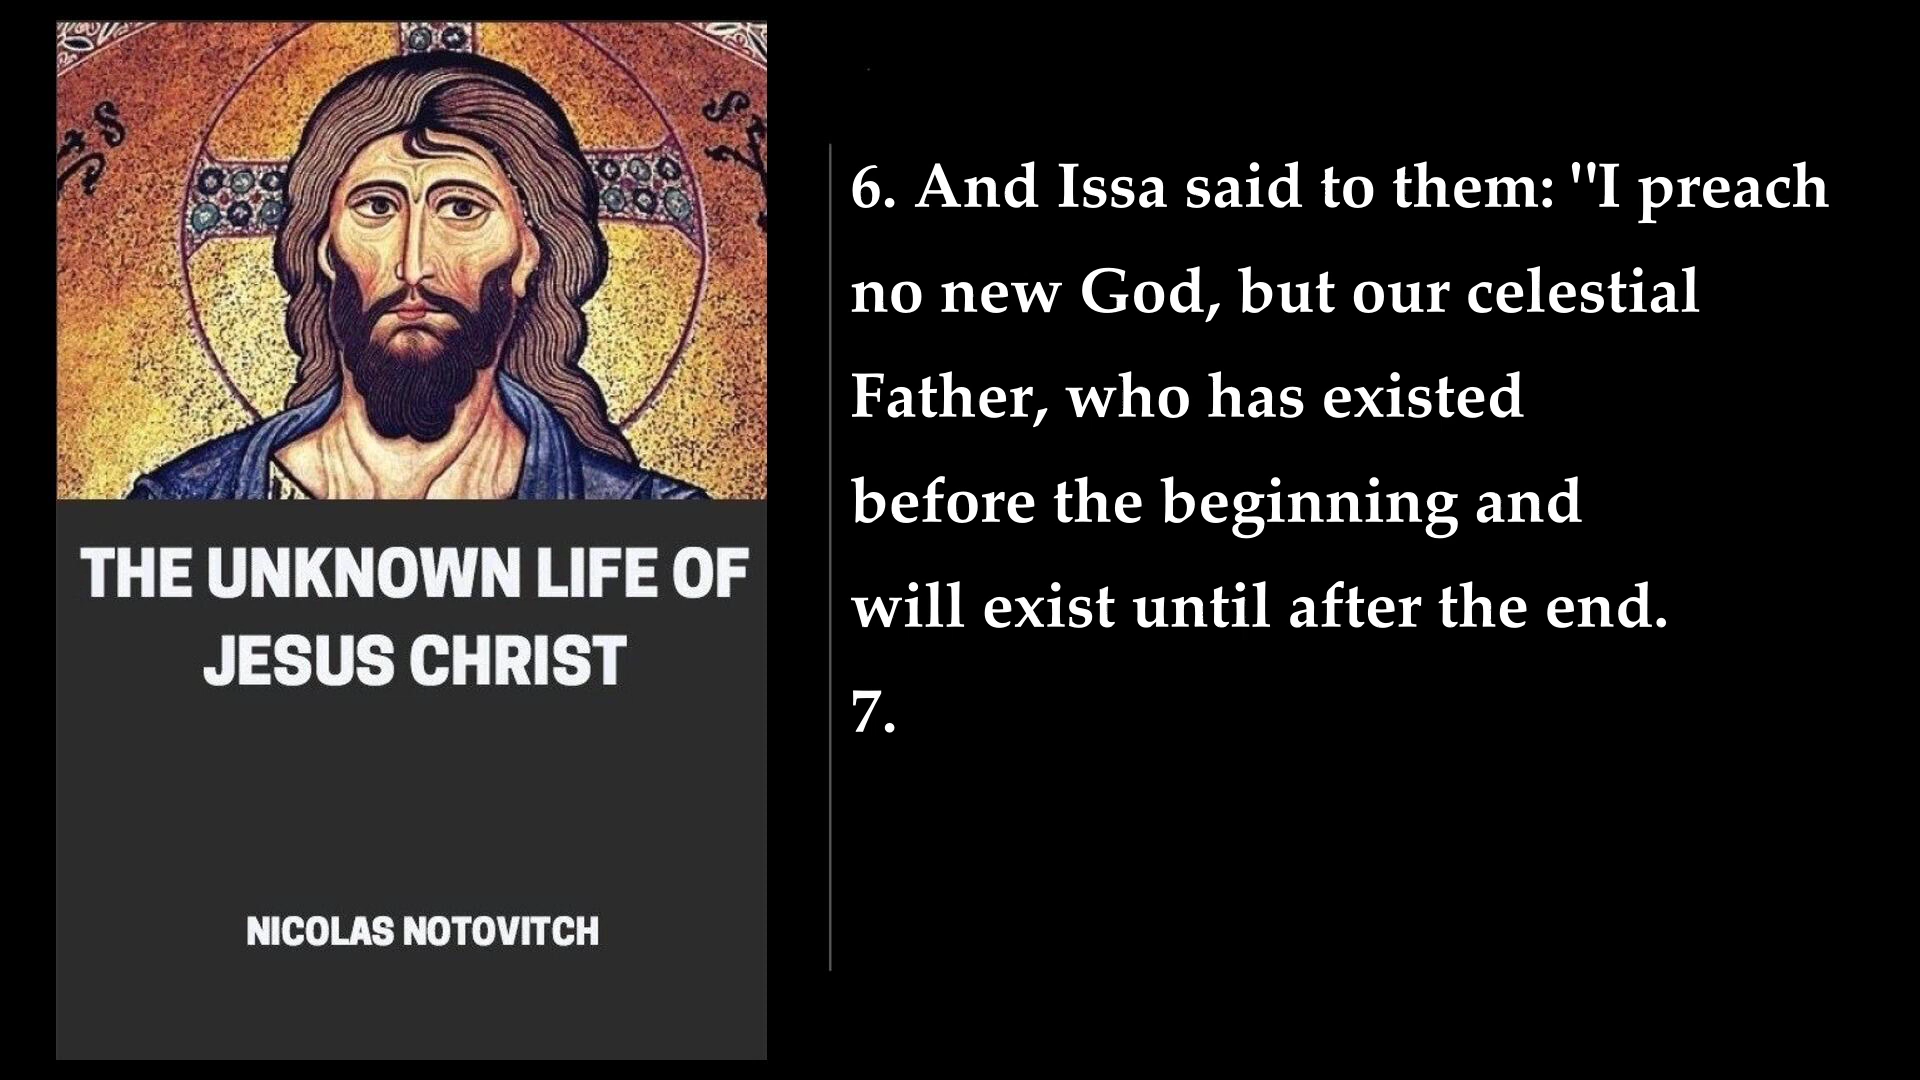 THE UNKNOWN LIFE OF
JESUS CHRIST
NICOLAS NOTOVITCH
6. And Issa said to them: "I preach
no new God, but our celestial
Father, who has existed
before the beginning and
will exist until after the end.
7.